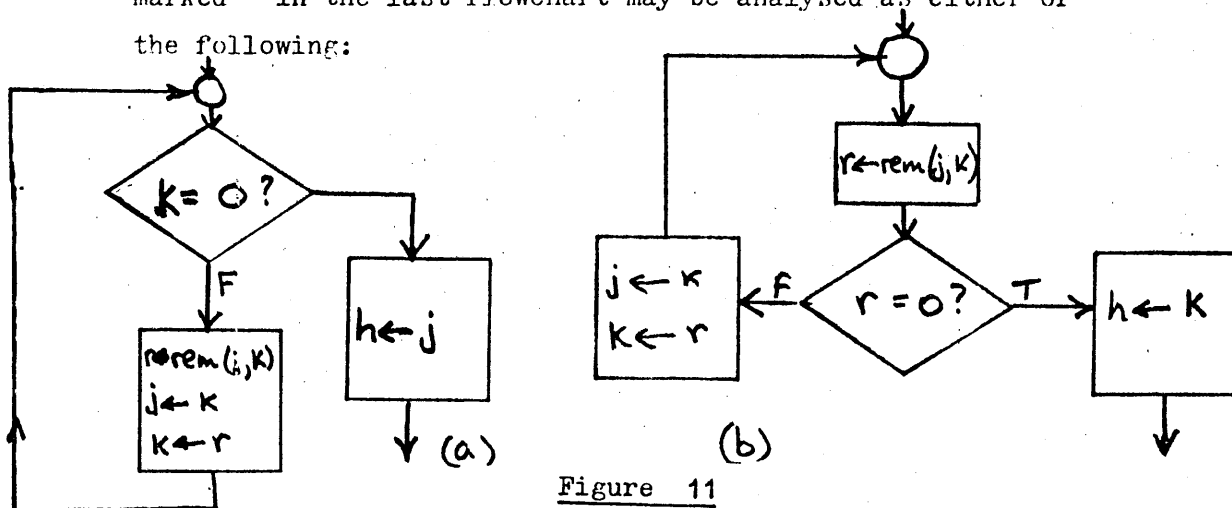 marked in the last flowchart may be analysed as either of
the following:
k = 0 ?
F
r←rem(j,k)
j ← k
k ← r
h ← j
(a)
r←rem(j,k)
r = 0 ?
F
T
j ← k
k ← r
h ← k
(b)
Figure 11